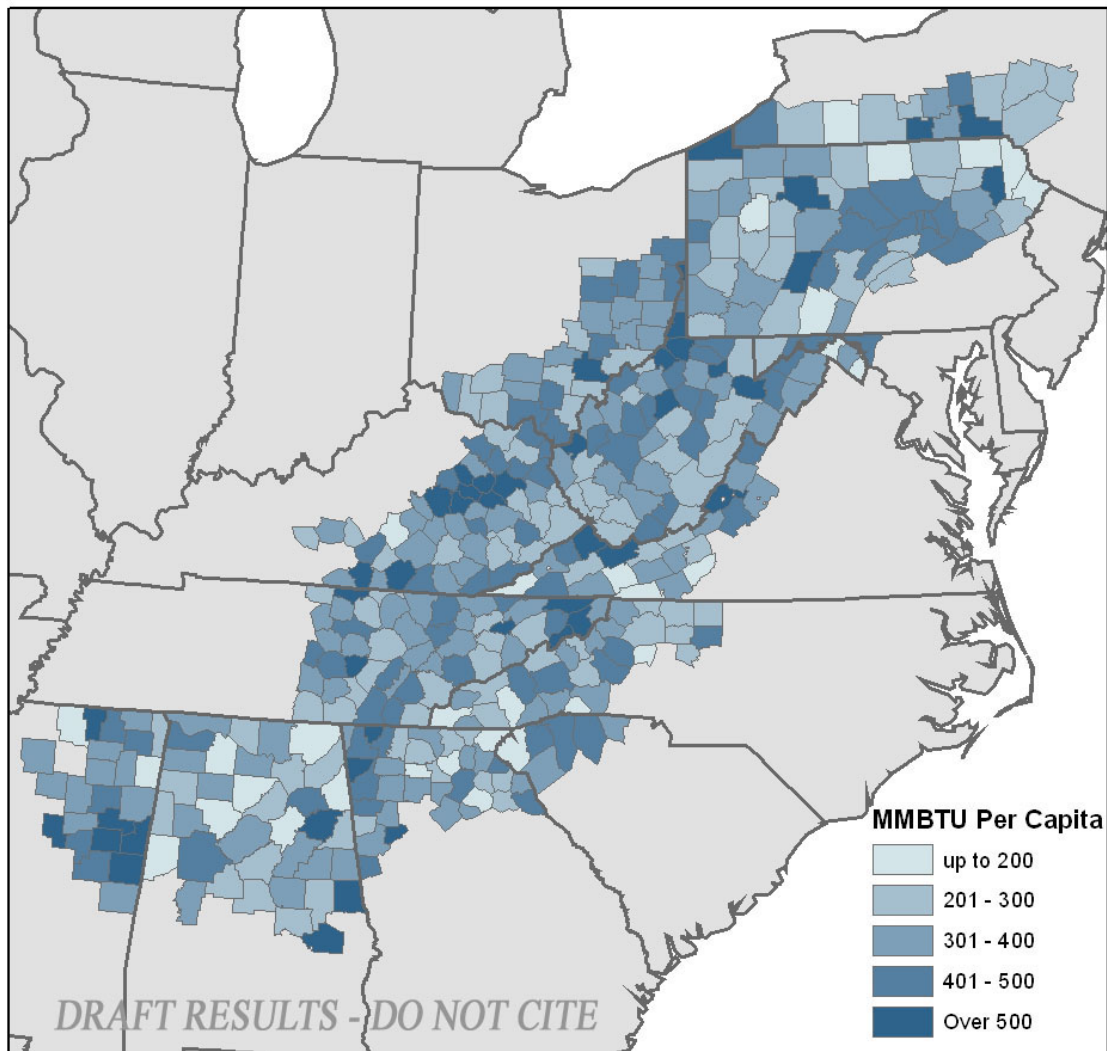 MMBTU Per Capita
up to 200
201 - 300
301 - 400
401 - 500
Over 500
DRAFT RESULTS - DO NOT CITE